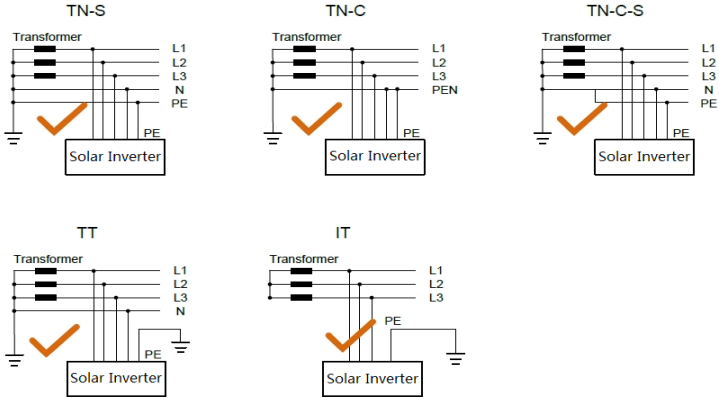 TN-S
Transformer
L1
L2
L3
N
PE
PE
Solar Inverter
TN-C
Transformer
L1
L2
L3
PEN
PE
Solar Inverter
TN-C-S
Transformer
L1
L2
L3
N
PE
PE
Solar Inverter
TT
Transformer
L1
L2
L3
N
PE
Solar Inverter
IT
Transformer
L1
L2
L3
PE
Solar Inverter